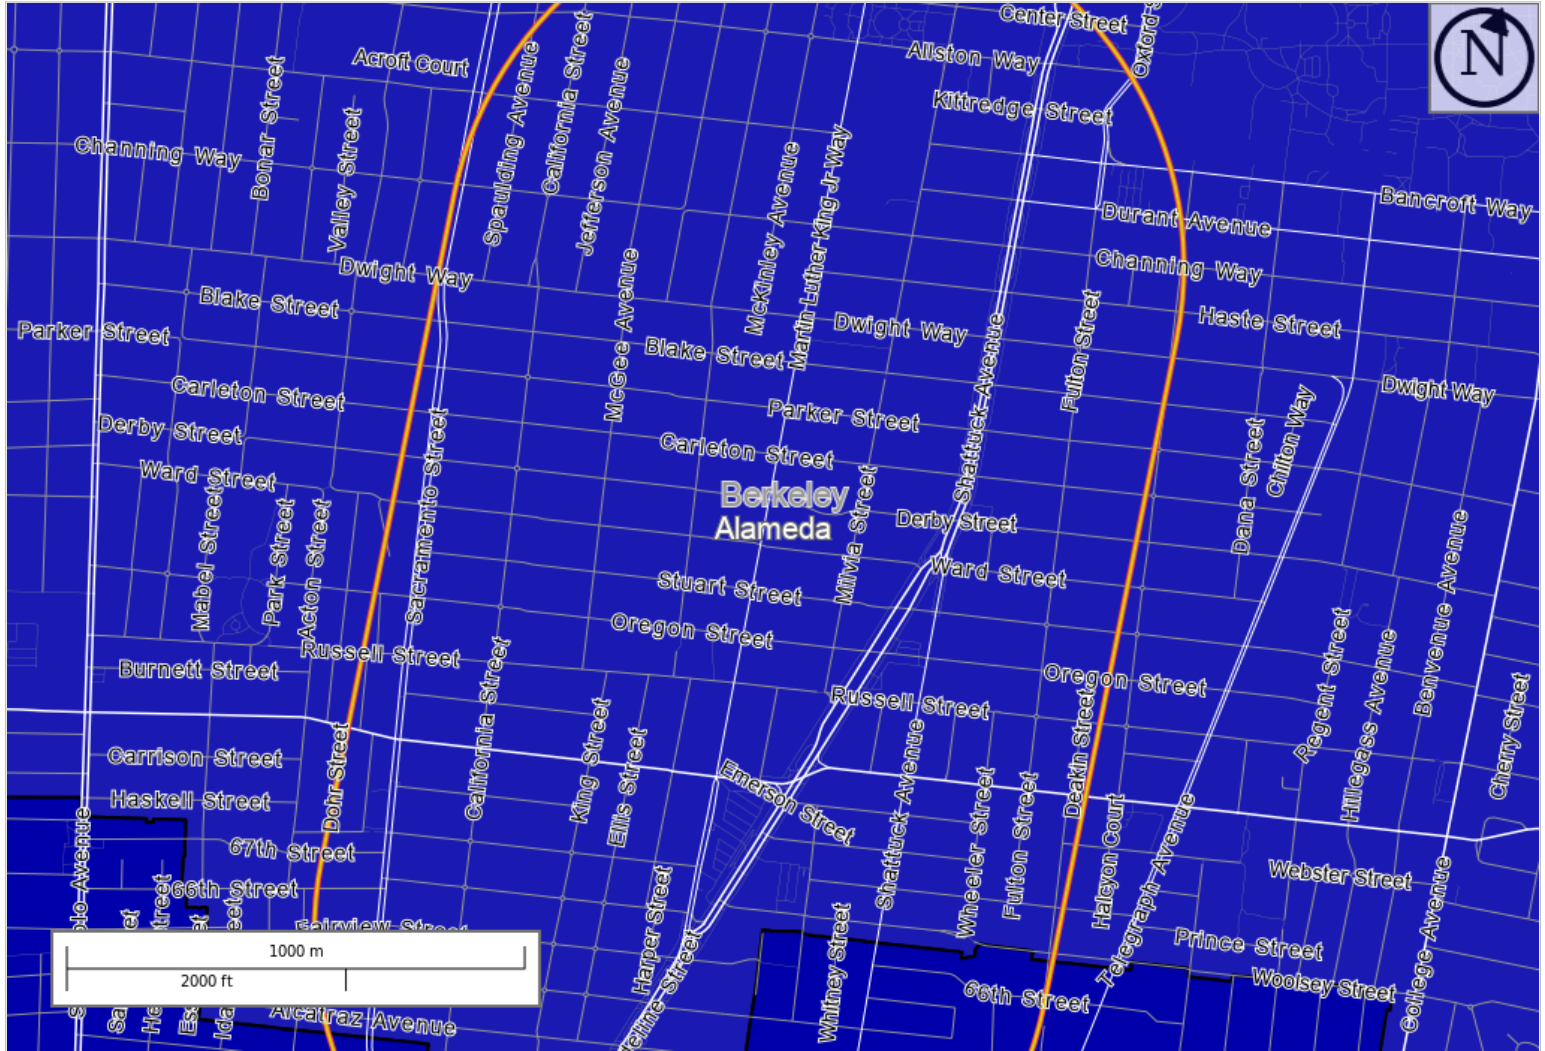 Center Street
Oxford S
Allston Way
N
Acroft Court
Spaulding Avenue
California Street
Jefferson Avenue
Bonar Street
Kittredge Street
Valley Street
Channing Way
McKinley Avenue
Martin Luther King Jr Way
Bancroft Way
Durant Avenue
Channing Way
Dwight Way
Blake Street
McGee Avenue
Fulton Street
Haste Street
Parker Street
Dwight Way
Shattuck Avenue
Blake Street
Carleton Street
Dwight Way
Parker Street
Chilton Way
Dana Street
Derby Street
Carleton Street
Sacramento Street
Ward Street
Berkeley
Alameda
Milvia Street
Derby Street
Mabel Street
Park Street
Acton Street
Ward Street
Benvenue Avenue
Stuart Street
Oregon Street
Russell Street
Burnett Street
California Street
Oregon Street
Regent Street
Hillegass Avenue
Cherry Street
Russell Street
Deakin Street
Carrison Street
Dohr Street
King Street
Ellis Street
Emerson Street
Shattuck Avenue
Wheeler Street
Fulton Street
Halcyon Court
Telegraph Avenue
Haskell Street
67th Street
66th Street
Webster Street
College Avenue
Harper Street
Whitney Street
Fairview Street
Prince Street
Woolsey Street
66th Street
1000 m
2000 ft
Alcatraz Avenue